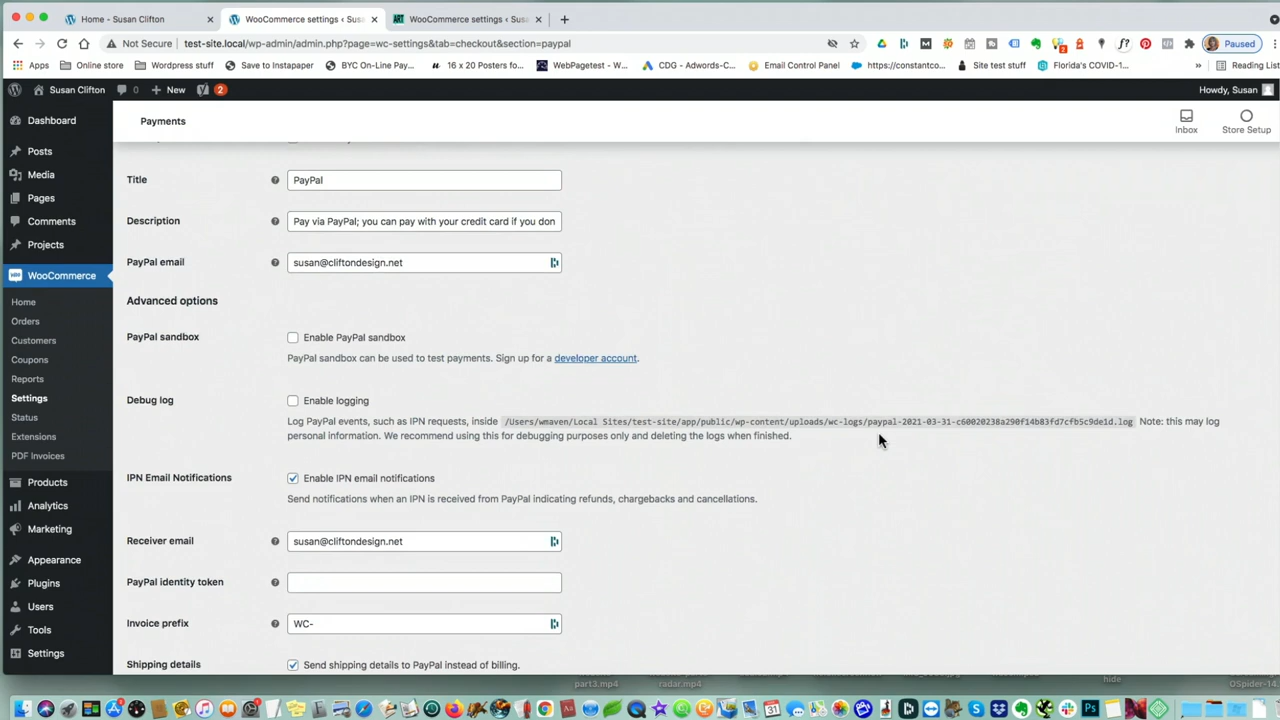 Home - Susan Clifton
WooCommerce settings ‹ Susa
WooCommerce settings ‹ Susa
Not Secure
test-site.local/wp-admin/admin.php?page=wc-settings&tab=checkout&section=paypal
Paused
Apps
Online store
Wordpress stuff
Save to Instapaper
BYC On-Line Pay...
16 x 20 Posters fo...
WebPagetest - W...
CDG - Adwords-C...
Email Control Panel
https://constantco...
Site test stuff
Florida's COVID-1...
»
Reading List
Susan Clifton
0
+ New
2
Howdy, Susan
Payments
Inbox
Store Setup
Dashboard
Posts
Media
Pages
Comments
Projects
WooCommerce
Home
Orders
Customers
Coupons
Reports
Settings
Status
Extensions
PDF Invoices
Products
Analytics
Marketing
Appearance
Plugins
Users
Tools
Settings
Title
PayPal
Description
Pay via PayPal; you can pay with your credit card if you don
PayPal email
susan@cliftondesign.net
Advanced options
PayPal sandbox
Enable PayPal sandbox
PayPal sandbox can be used to test payments. Sign up for a developer account.
Debug log
Enable logging
Log PayPal events, such as IPN requests, inside /Users/wmaven/Local Sites/test-site/app/public/wp-content/uploads/wc-logs/paypal-2021-03-31-c60020238a290f14b83fd7cfb5c9de1d.log Note: this may log
personal information. We recommend using this for debugging purposes only and deleting the logs when finished.
IPN Email Notifications
Enable IPN email notifications
Send notifications when an IPN is received from PayPal indicating refunds, chargebacks and cancellations.
Receiver email
susan@cliftondesign.net
PayPal identity token
Invoice prefix
WC-
Shipping details
Send shipping details to PayPal instead of billing.
part3.mp4
radar.mp4
hide
OSpider-14.